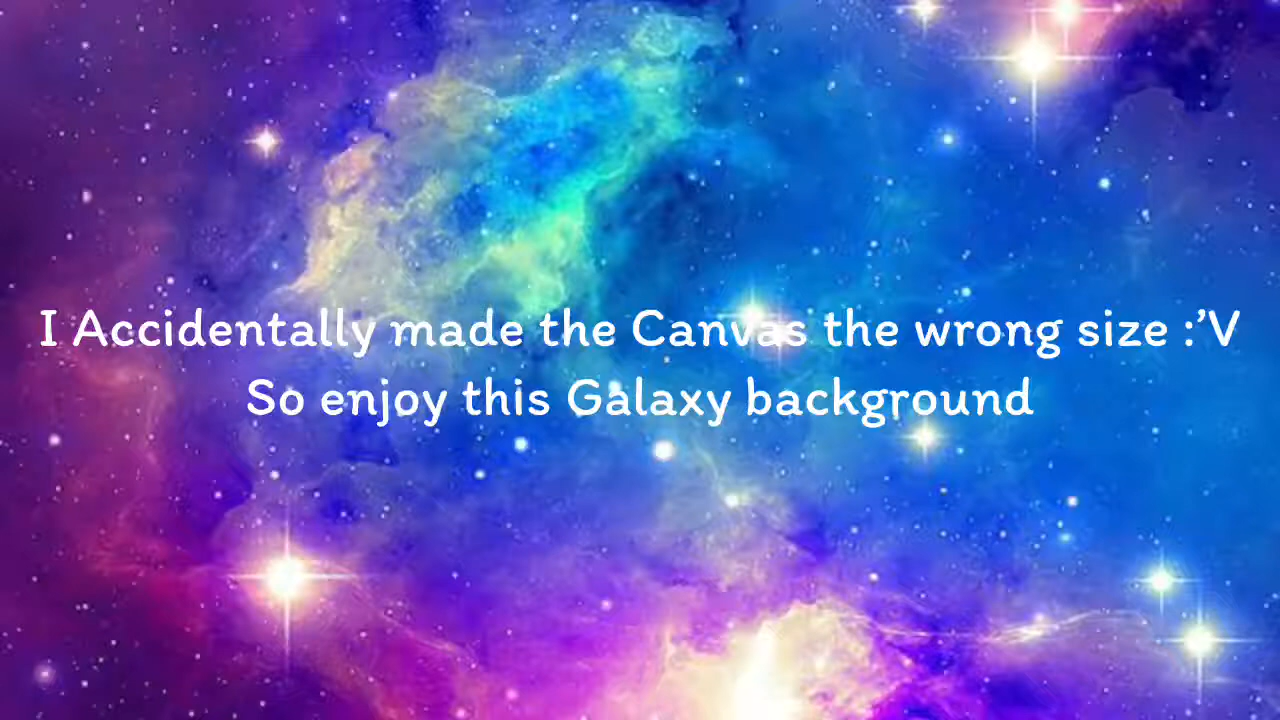 I Accidentally made the Canvas the wrong size :’V
So enjoy this Galaxy background